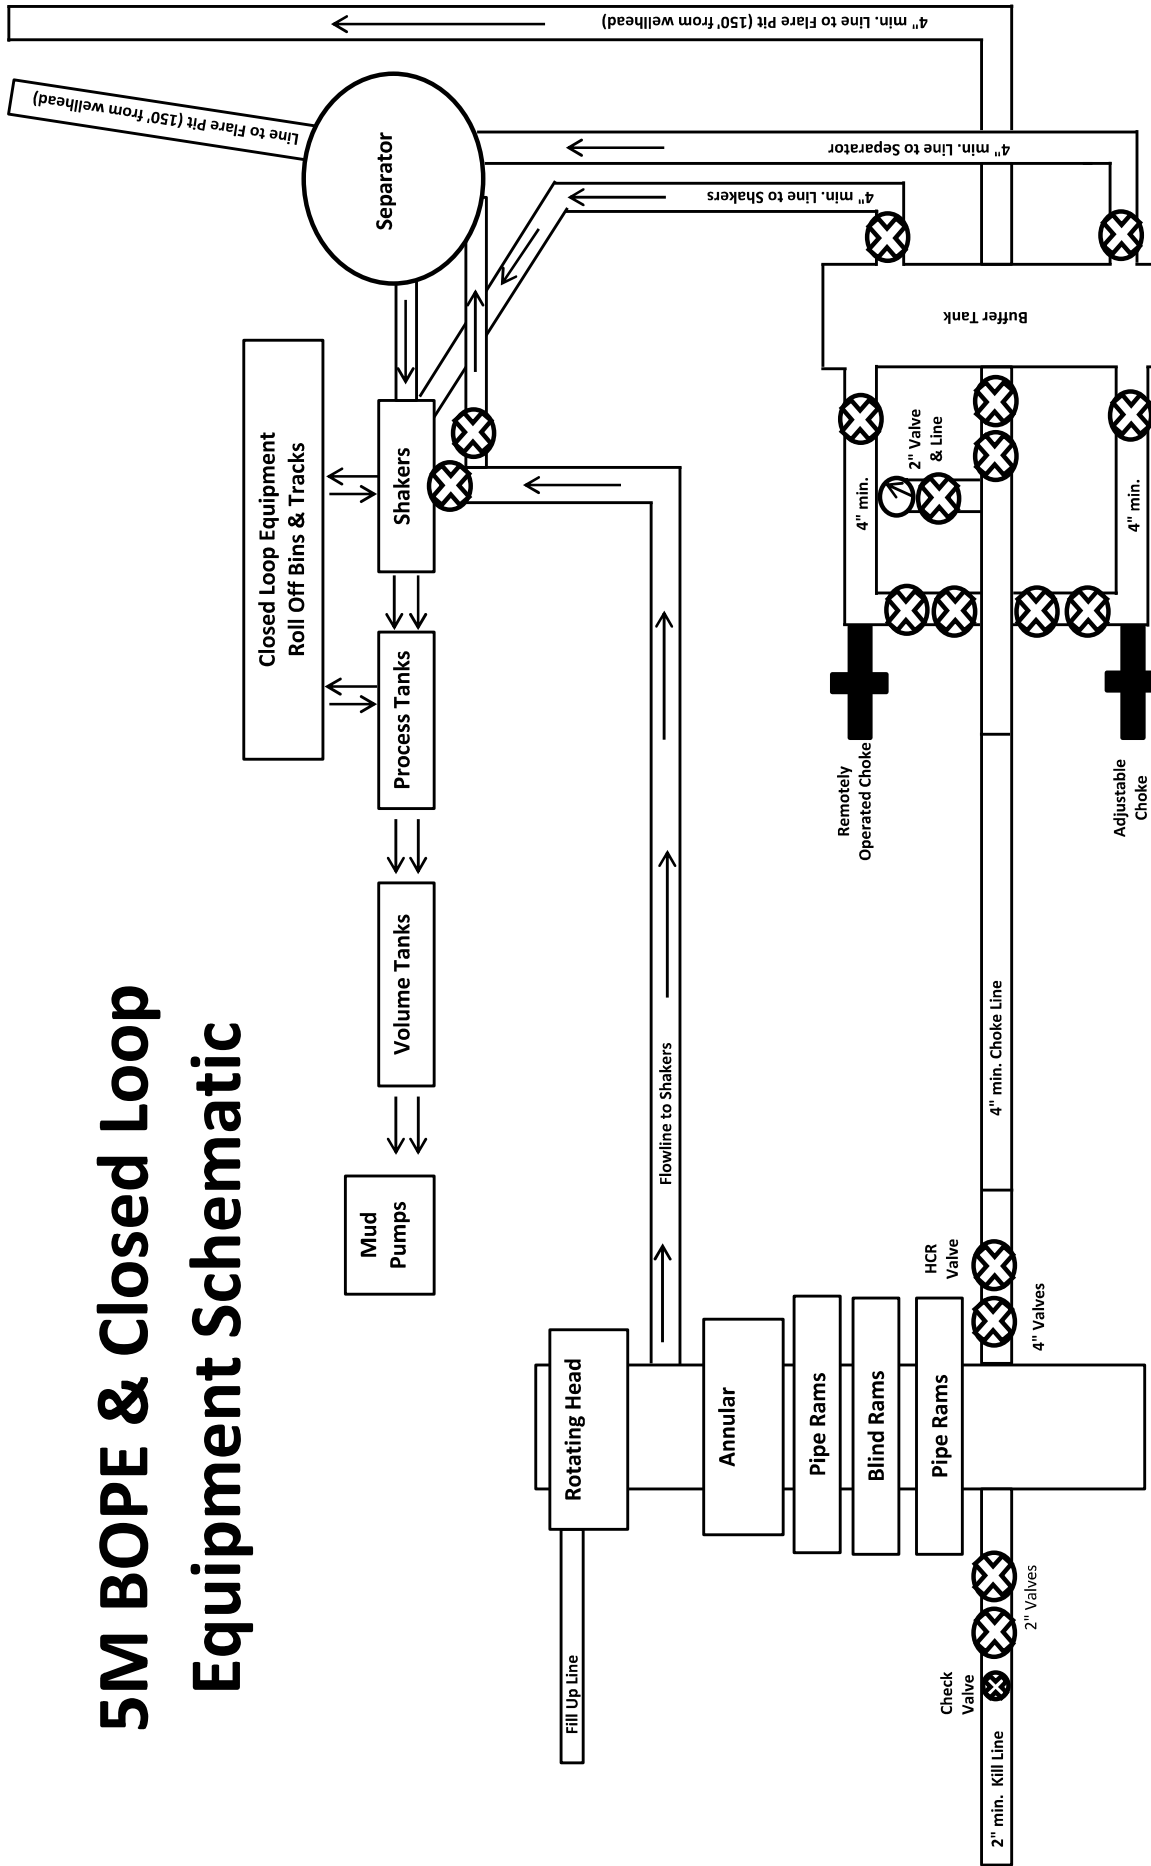 5M BOPE & Closed Loop
Equipment Schematic
4" min. Line to Flare Pit (150' from wellhead)
Line to Flare Pit (150' from wellhead)
Separator
4" min. Line to Separator
4" min. Line to Shakers
Closed Loop Equipment
Roll Off Bins & Tracks
Shakers
Process Tanks
Volume Tanks
Mud
Pumps
Buffer Tank
2" Valve
& Line
4" min.
4" min.
Remotely
Operated Choke
Adjustable
Choke
Flowline to Shakers
4" min. Choke Line
HCR
Valve
4" Valves
Rotating Head
Annular
Pipe Rams
Blind Rams
Pipe Rams
Fill Up Line
2" Valves
Check
Valve
2" min.  Kill Line